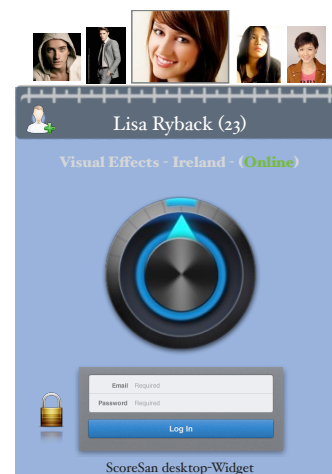 Lisa Ryback (23)
Visual Effects - Ireland - (Online)
Email Required
Password Required
Log In
ScoreSan desktop-Widget